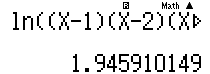 Math ▲
ln((X-1)(X-2)(X▷
1.945910149